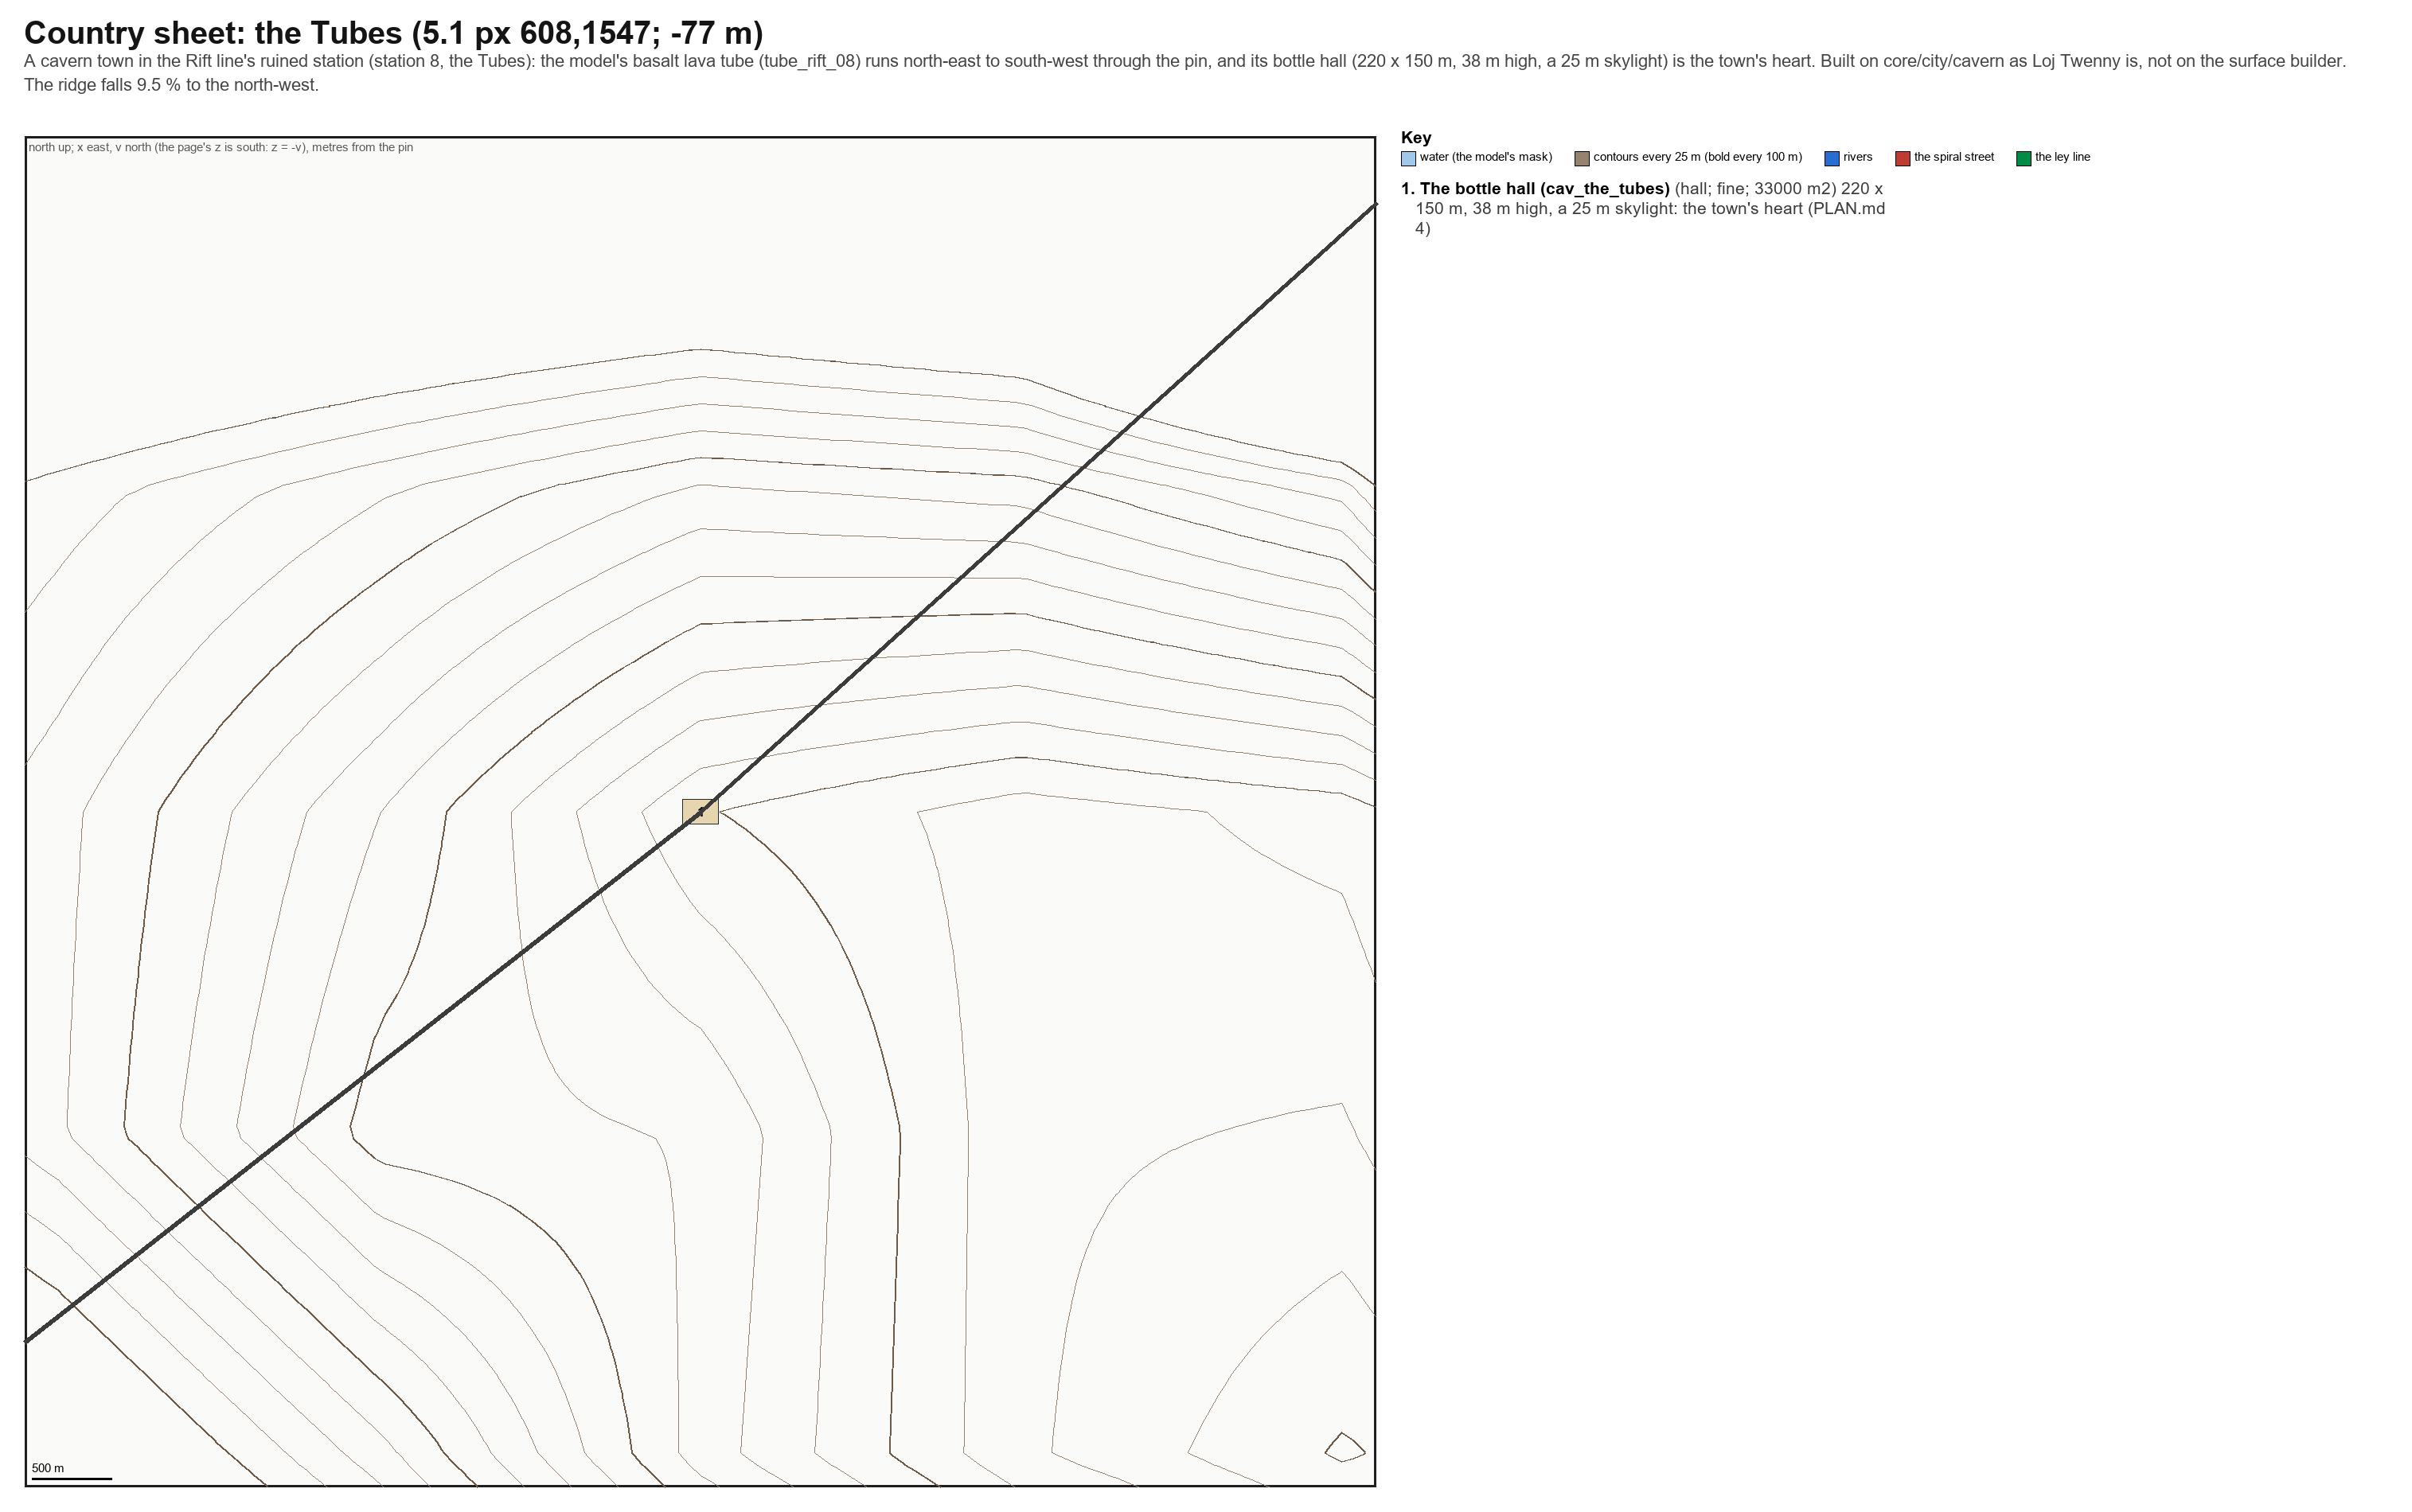 Country sheet: the Tubes (5.1 px 608,1547; -77 m)
A cavern town in the Rift line's ruined station (station 8, the Tubes): the model's basalt lava tube (tube_rift_08) runs north-east to south-west through the pin, and its bottle hall (220 x 150 m, 38 m high, a 25 m skylight) is the town's heart. Built on core/city/cavern as Loj Twenny is, not on the surface builder.
The ridge falls 9.5 % to the north-west.
north up; x east, v north (the page's z is south: z = -v), metres from the pin
Key
water (the model's mask) contours every 25 m (bold every 100 m) rivers the spiral street the ley line
1. The bottle hall (cav_the_tubes) (hall; fine; 33000 m2) 220 x
150 m, 38 m high, a 25 m skylight: the town's heart (PLAN.md
4)
500 m